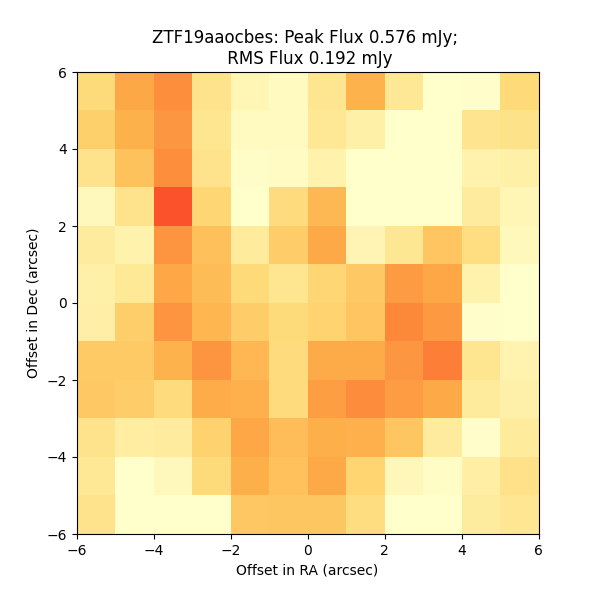 ZTF19aaocbes: Peak Flux 0.576 mJy;
RMS Flux 0.192 mJy
6
4
2
0
−2
−4
−6
Offset in Dec (arcsec)
−6 −4 −2 0 2 4 6
Offset in RA (arcsec)